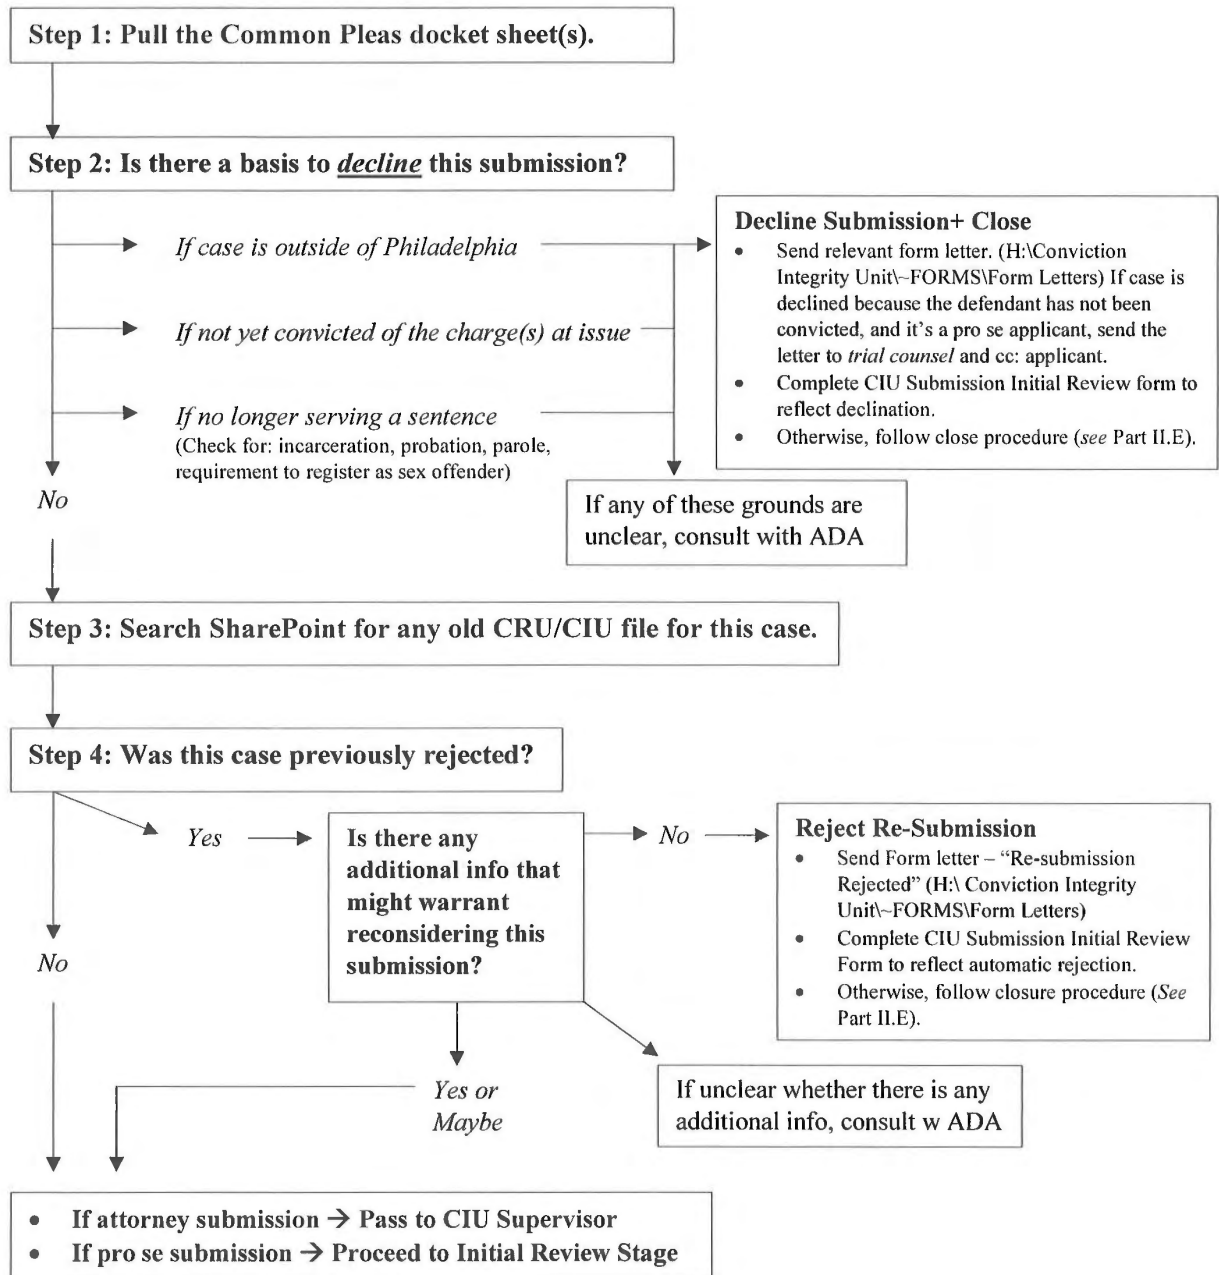 Step 1: Pull the Common Pleas docket sheet(s).
Step 2: Is there a basis to decline this submission?
If case is outside of Philadelphia
If not yet convicted of the charge(s) at issue
If no longer serving a sentence
(Check for: incarceration, probation, parole,
requirement to register as sex offender)
No
Decline Submission+ Close
• Send relevant form letter. (H:\Conviction
Integrity Unit\~FORMS\Form Letters) If case is
declined because the defendant has not been
convicted, and it's a pro se applicant, send the
letter to trial counsel and cc: applicant.
• Complete CIU Submission Initial Review form to
reflect declination.
• Otherwise, follow close procedure (see Part II.E).
If any of these grounds are
unclear, consult with ADA
Step 3: Search SharePoint for any old CRU/CIU file for this case.
Step 4: Was this case previously rejected?
Yes
Is there any
additional info that
might warrant
reconsidering this
submission?
No
Reject Re-Submission
• Send Form letter – “Re-submission
Rejected” (H:\ Conviction Integrity
Unit\~FORMS\Form Letters)
• Complete CIU Submission Initial Review
Form to reflect automatic rejection.
• Otherwise, follow closure procedure (See
Part II.E).
No
Yes or
Maybe
If unclear whether there is any
additional info, consult w ADA
• If attorney submission → Pass to CIU Supervisor
• If pro se submission → Proceed to Initial Review Stage